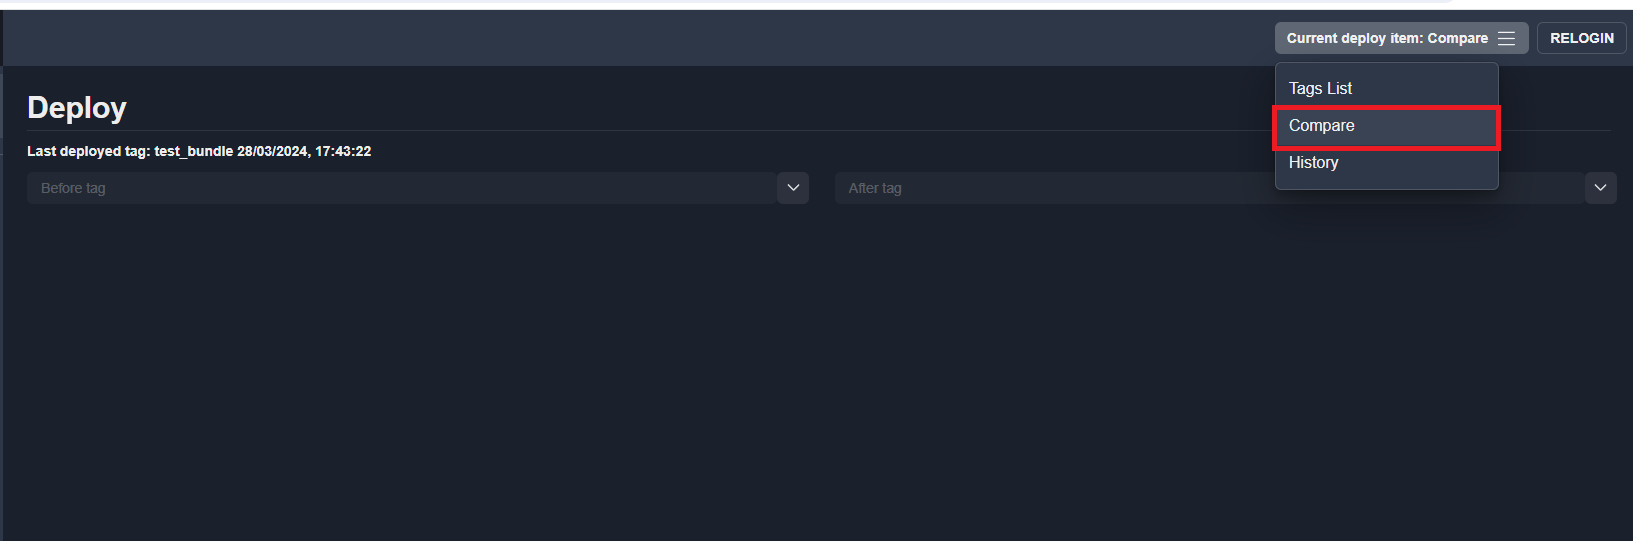 Current deploy item: Compare
RELOGIN
Tags List
Compare
History
Deploy
Last deployed tag: test_bundle 28/03/2024, 17:43:22
Before tag
After tag